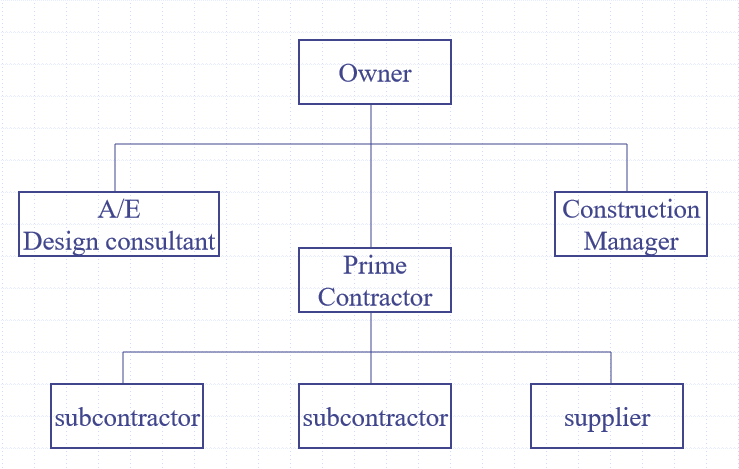 Owner
A/E
Design consultant
Construction
Manager
Prime
Contractor
subcontractor
subcontractor
supplier